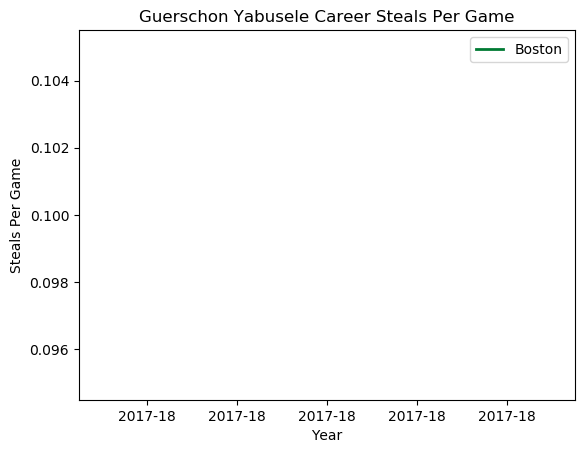 Guerschon Yabusele Career Steals Per Game
Boston
0.104
0.102
0.100
0.098
0.096
Steals Per Game
2017-18 2017-18 2017-18 2017-18 2017-18
Year